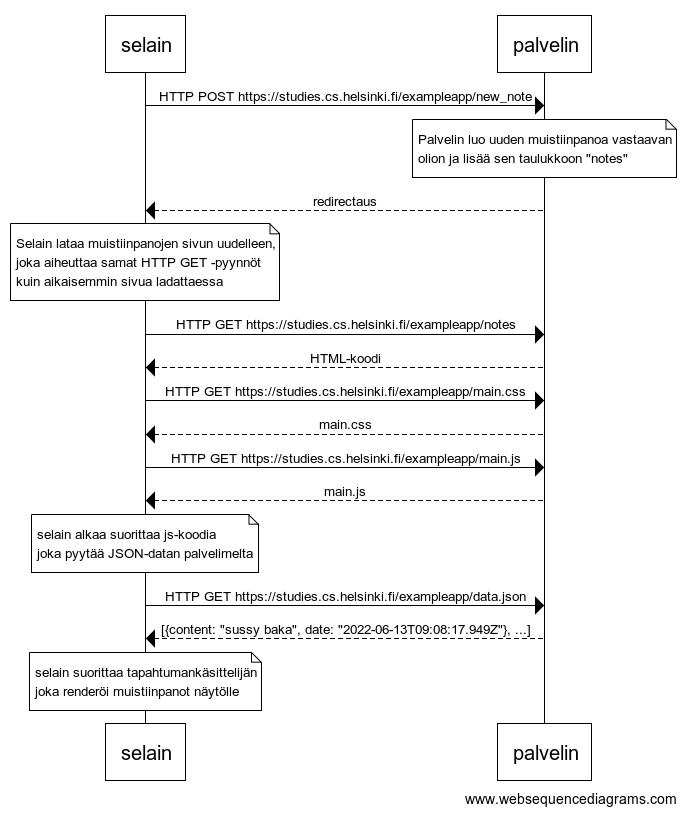 selain
palvelin
HTTP POST https://studies.cs.helsinki.fi/exampleapp/new_note
Palvelin luo uuden muistiinpanoa vastaavan
olion ja lisää sen taulukkoon "notes"
redirectaus
Selain lataa muistiinpanojen sivun uudelleen,
joka aiheuttaa samat HTTP GET -pyynnöt
kuin aikaisemmin sivua ladattaessa
HTTP GET https://studies.cs.helsinki.fi/exampleapp/notes
HTML-koodi
HTTP GET https://studies.cs.helsinki.fi/exampleapp/main.css
main.css
HTTP GET https://studies.cs.helsinki.fi/exampleapp/main.js
main.js
selain alkaa suorittaa js-koodia
joka pyytää JSON-datan palvelimelta
HTTP GET https://studies.cs.helsinki.fi/exampleapp/data.json
[{content: "sussy baka", date: "2022-06-13T09:08:17.949Z"}, ...]
selain suorittaa tapahtumankäsittelijän
joka renderöi muistiinpanot näytölle
selain
palvelin
www.websequencediagrams.com